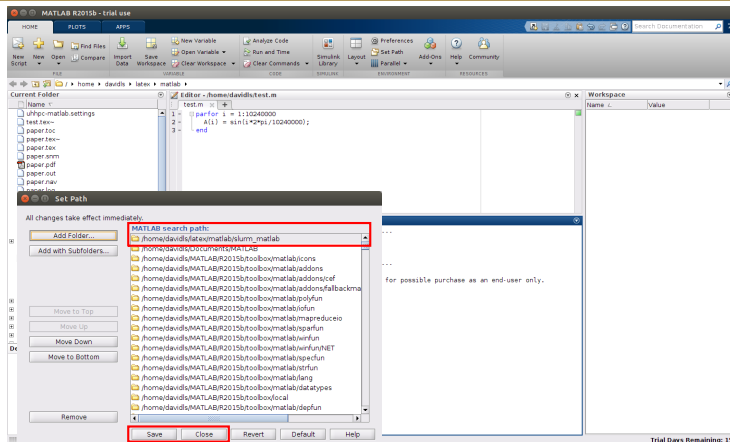 MATLAB R2015b - trial use
HOME PLOTS APPS
Search Documentation
New Script
New
Open
Find Files
Compare
Import Data
Save Workspace
New Variable
Open Variable
Clear Workspace
Analyze Code
Run and Time
Clear Commands
Simulink Library
Layout
Preferences
Set Path
Parallel
Add-Ons
Help
Community
FILE VARIABLE CODE SIMULINK ENVIRONMENT RESOURCES
/ home davidls latex matlab
Current Folder
Name
uhhpc-matlab.settings
test.tex~
paper.toc
paper.tex~
paper.tex
paper.snm
paper.pdf
paper.out
paper.nav
paper.log
Editor - /home/davidls/test.m
test.m × +
1 - parfor i = 1:10240000
2 - A(i) = sin(i*2*pi/10240000);
3 - end
Workspace
Name Value
for possible purchase as an end-user only.
Set Path
All changes take effect immediately.
Add Folder...
Add with Subfolders...
Move to Top
Move Up
Move Down
Move to Bottom
Remove
MATLAB search path:
/home/davidls/latex/matlab/slurm_matlab
/home/davidls/Documents/MATLAB
/home/davidls/MATLAB/R2015b/toolbox/matlab/icons
/home/davidls/MATLAB/R2015b/toolbox/matlab/addons
/home/davidls/MATLAB/R2015b/toolbox/matlab/addons/cef
/home/davidls/MATLAB/R2015b/toolbox/matlab/addons/fallbackma
/home/davidls/MATLAB/R2015b/toolbox/matlab/polyfun
/home/davidls/MATLAB/R2015b/toolbox/matlab/iofun
/home/davidls/MATLAB/R2015b/toolbox/matlab/mapreduceio
/home/davidls/MATLAB/R2015b/toolbox/matlab/sparfun
/home/davidls/MATLAB/R2015b/toolbox/matlab/winfun
/home/davidls/MATLAB/R2015b/toolbox/matlab/winfun/NET
/home/davidls/MATLAB/R2015b/toolbox/matlab/specfun
/home/davidls/MATLAB/R2015b/toolbox/matlab/strfun
/home/davidls/MATLAB/R2015b/toolbox/matlab/lang
/home/davidls/MATLAB/R2015b/toolbox/matlab/datatypes
/home/davidls/MATLAB/R2015b/toolbox/local
/home/davidls/MATLAB/R2015b/toolbox/matlab/depfun
Save Close Revert Default Help
De
Trial Days Remaining: